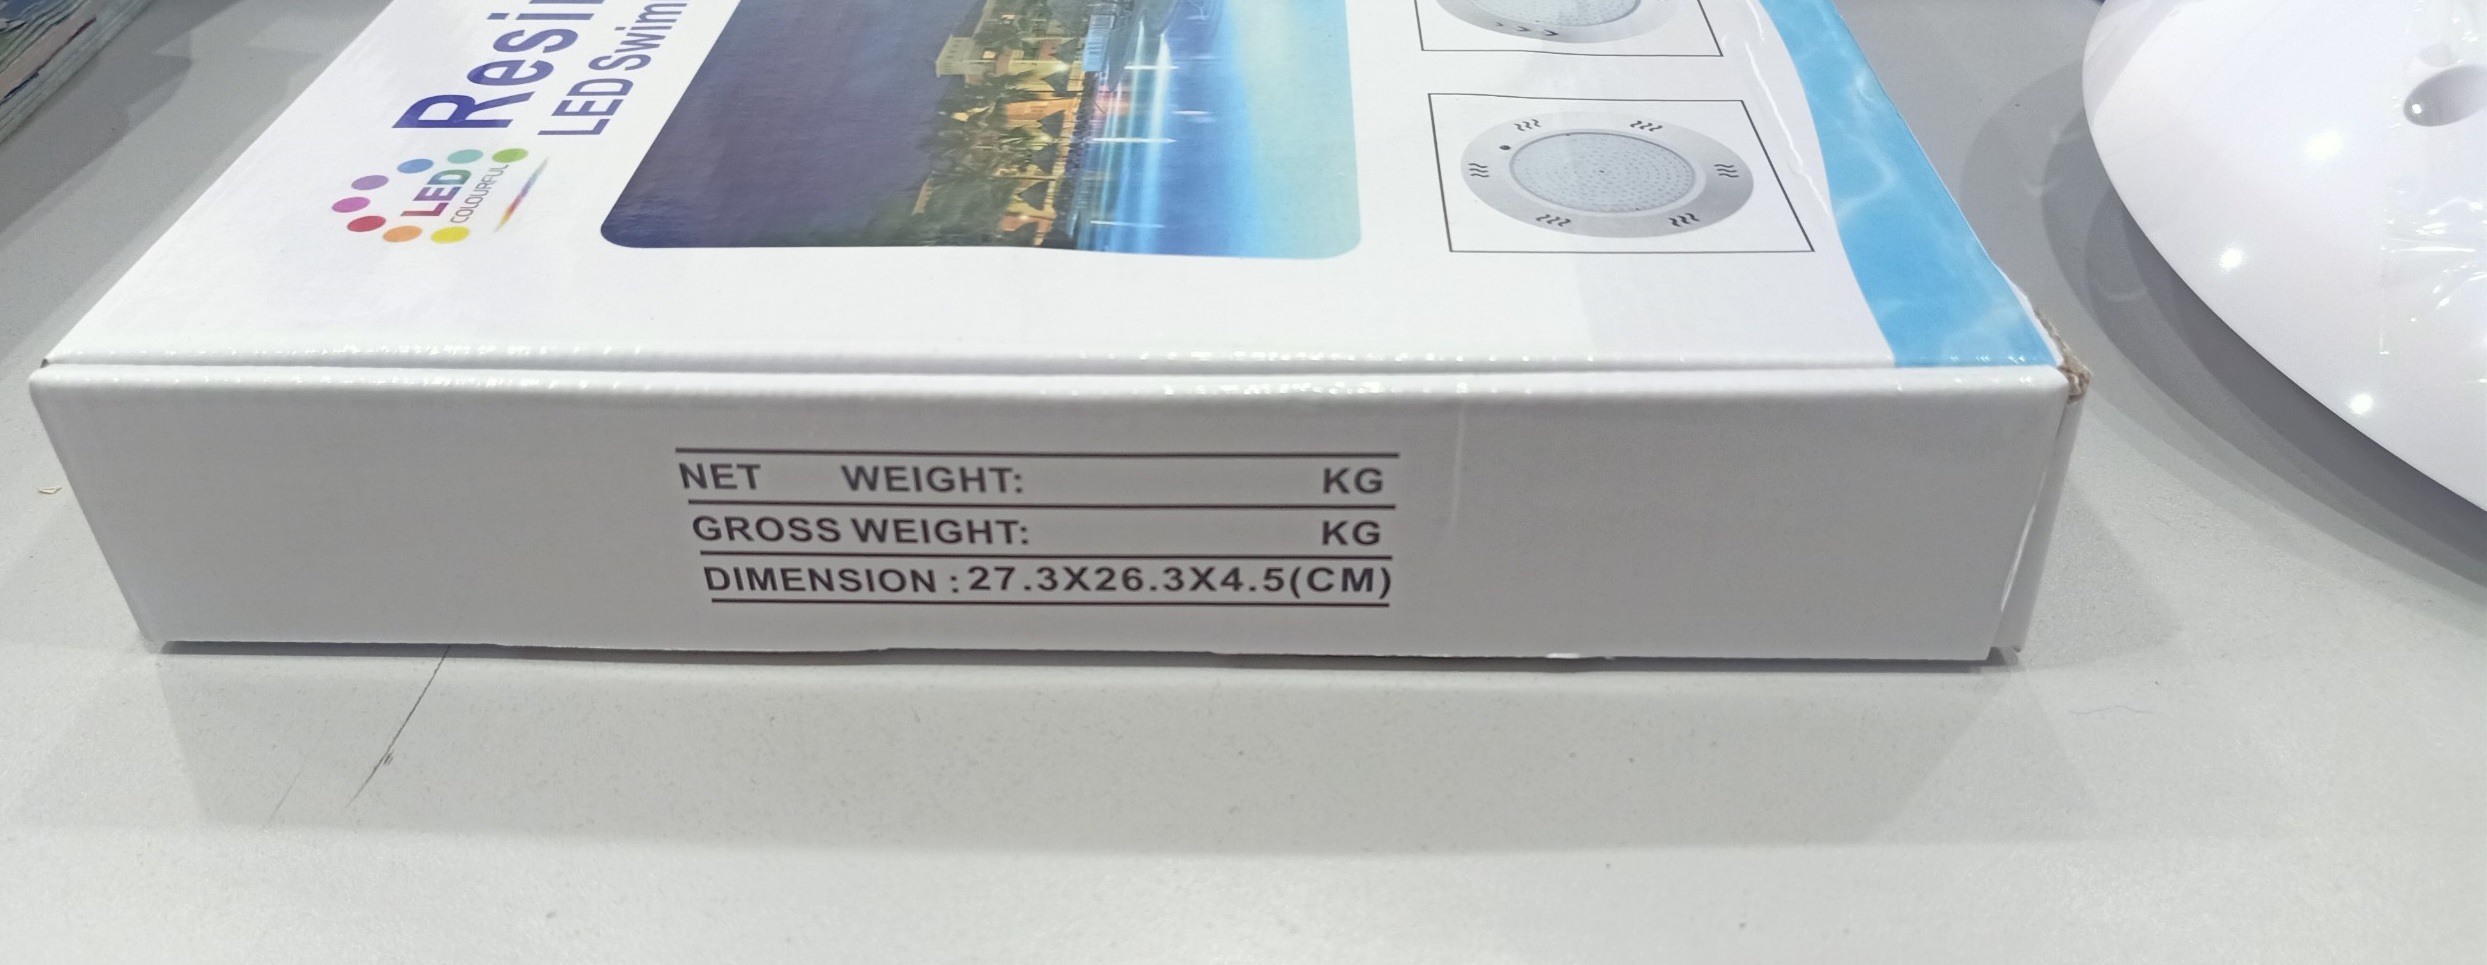 LED
COLOURFUL
NET WEIGHT: KG
GROSS WEIGHT: KG
DIMENSION : 27.3X26.3X4.5(CM)